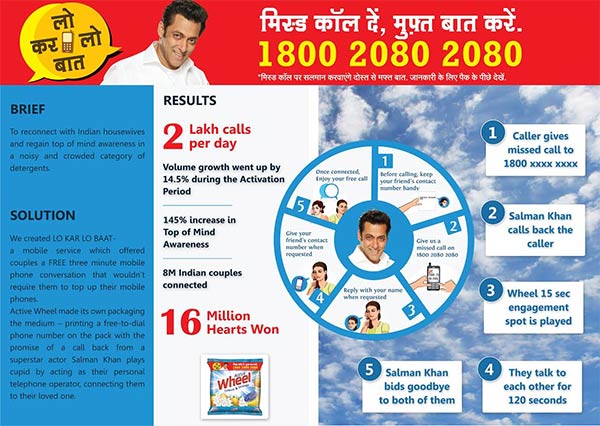 लो
कर लो
बात
मिस्ड कॉल दें, मुफ़्त बात करें.
1800 2080 2080
*मिस्ड कॉल पर सलमान करवाएंगे दोस्त से मुफ्त बात. जानकारी के लिए पैक के पीछे देखें.
BRIEF
To reconnect with Indian housewives
and regain top of mind awareness in
a noisy and crowded category of
detergents.
SOLUTION
We created LO KAR LO BAAT-
a mobile service which offered
couples a FREE three minute mobile
phone conversation that wouldn't
require them to top up their mobile
phones.
Active Wheel made its own packaging
the medium – printing a free-to-dial
phone number on the pack with the
promise of a call back from a
superstar actor Salman Khan plays
cupid by acting as their personal
telephone operator, connecting them
to their loved one.
RESULTS
2 Lakh calls
per day
Volume growth went up by
14.5% during the Activation
Period
145% increase in
Top of Mind
Awareness
8M Indian couples
connected
16 Million
Hearts Won
Wheel
1
Before calling, keep
your friend's contact
number handy
2
Give us a
missed call on
1800 2080 2080
3
Reply with your name
when requested
4
Give your
friend's contact
number when
requested
5
Once connected,
Enjoy your free call
1
Caller gives
missed call to
1800 xxxx xxxx
2
Salman Khan
calls back the
caller
3
Wheel 15 sec
engagement
spot is played
4
They talk to
each other for
120 seconds
5
Salman Khan
bids goodbye
to both of them